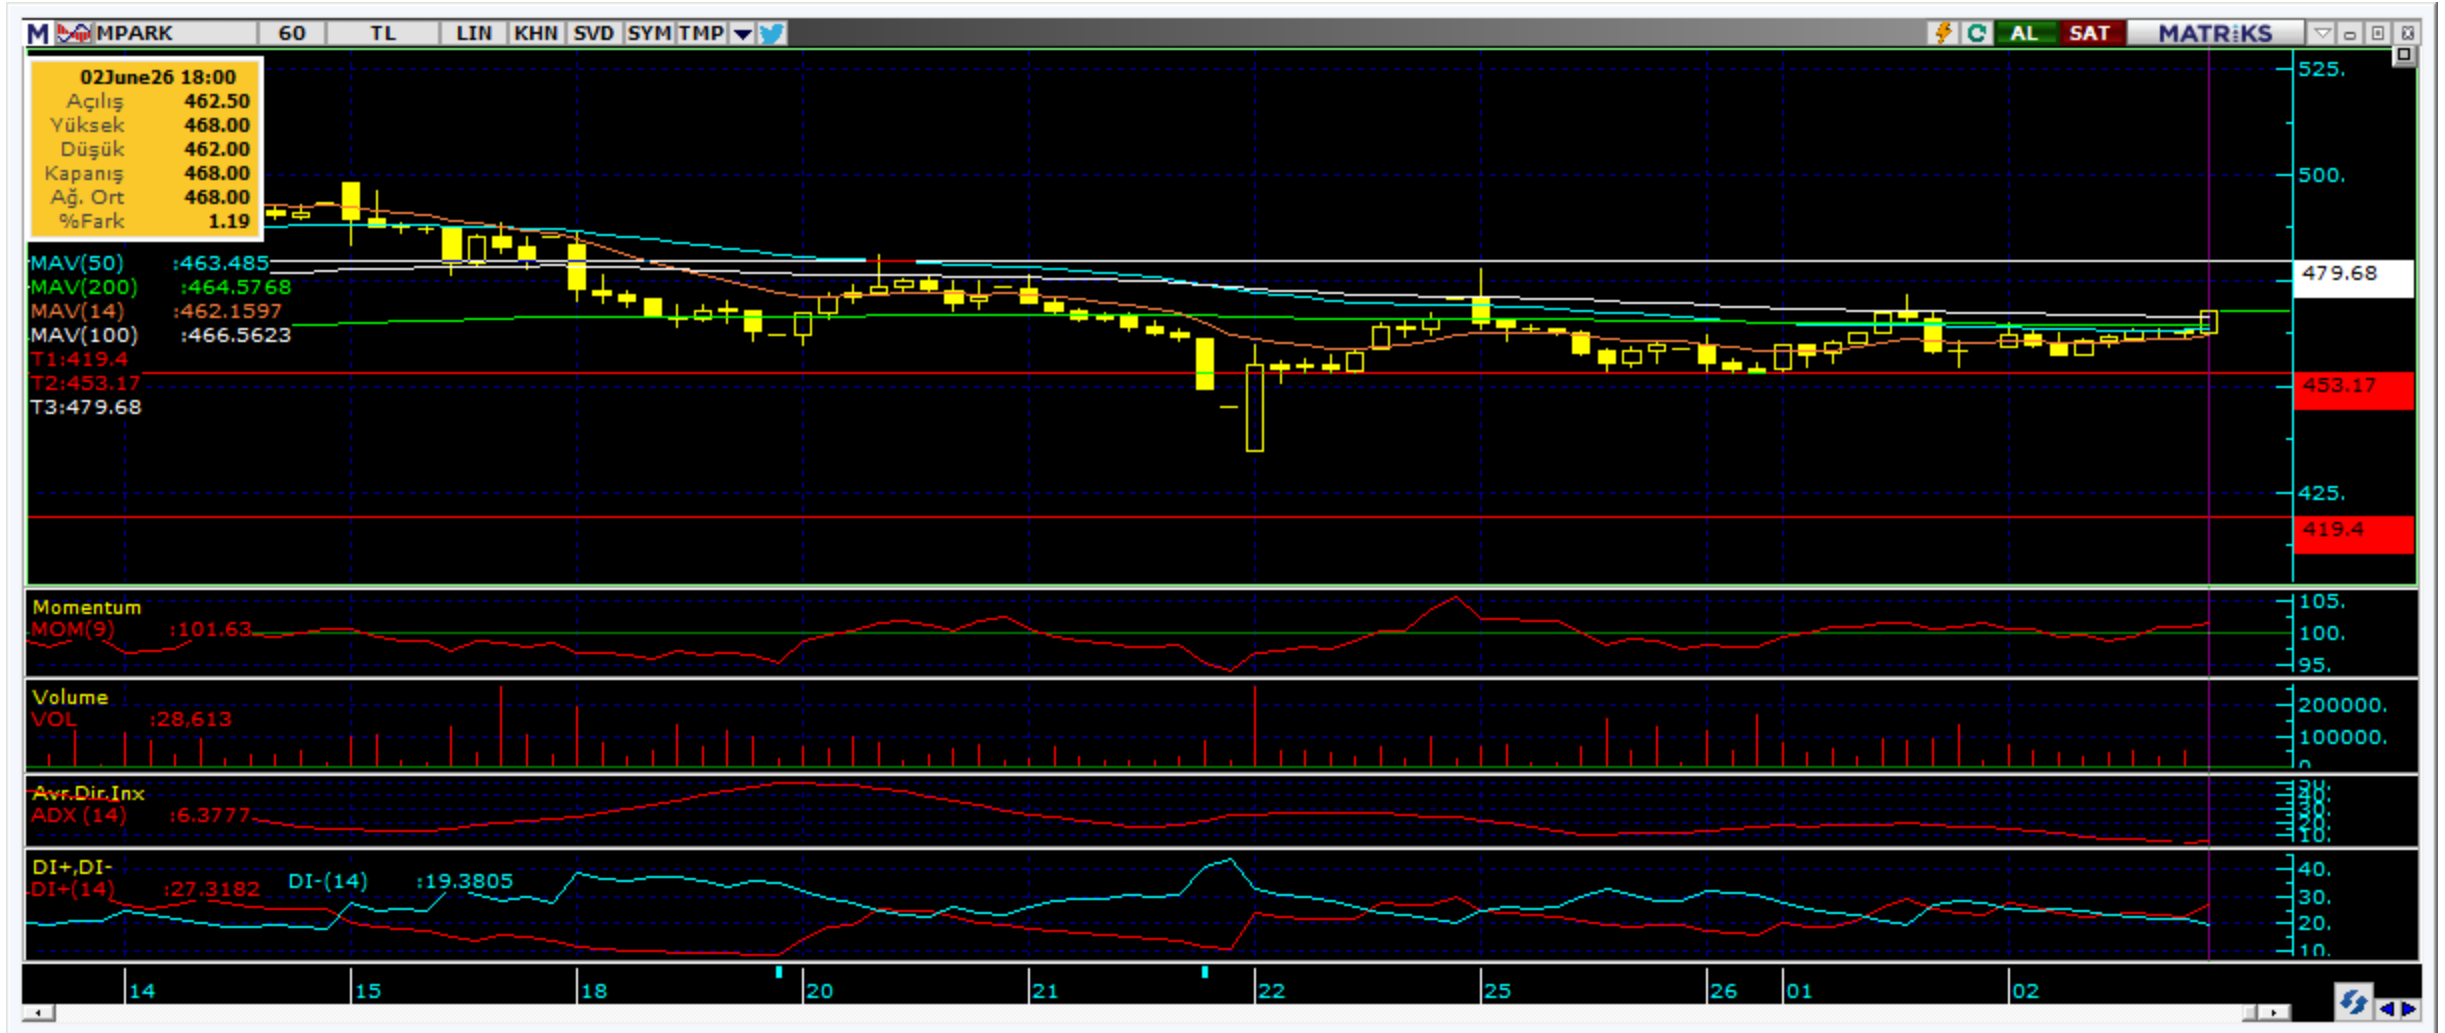 M MPARK 60 TL LIN KHN SVD SYM TMP AL SAT MATRiKS
02June26 18:00
Açılış 462.50
Yüksek 468.00
Düşük 462.00
Kapanış 468.00
Ağ. Ort 468.00
%Fark 1.19
MAV(50) :463.485
MAV(200) :464.5768
MAV(14) :462.1597
MAV(100) :466.5623
T1:419.4
T2:453.17
T3:479.68
525.
500.
479.68
453.17
425.
419.4
Momentum
MOM(9) :101.63
105.
100.
95.
Volume
VOL :28,613
200000.
100000.
0
Avr.Dir.Inx
ADX (14) :6.3777
50.
40.
30.
20.
10.
DI+,DI-
DI+(14) :27.3182 DI-(14) :19.3805
40.
30.
20.
10.
14 15 18 20 21 22 25 26 01 02